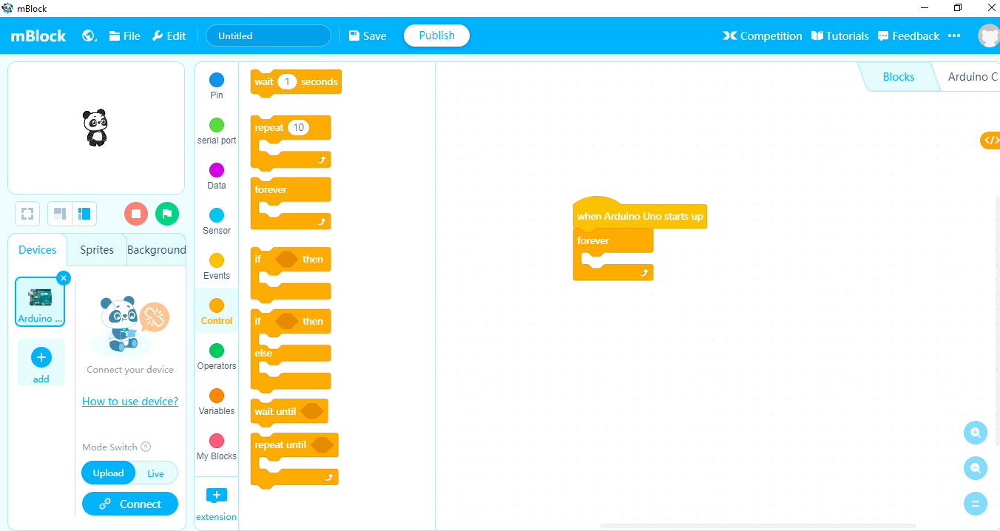 mBlock
mBlock File Edit Untitled Save Publish Competition Tutorials Feedback
Blocks Arduino C
Pin
serial port
Data
Sensor
Events
Control
Operators
Variables
My Blocks
extension
wait 1 seconds
repeat 10
forever
if then
if then
else
wait until
repeat until
when Arduino Uno starts up
forever
Devices Sprites Background
Arduino ...
add
Connect your device
How to use device?
Mode Switch ?
Upload Live
Connect